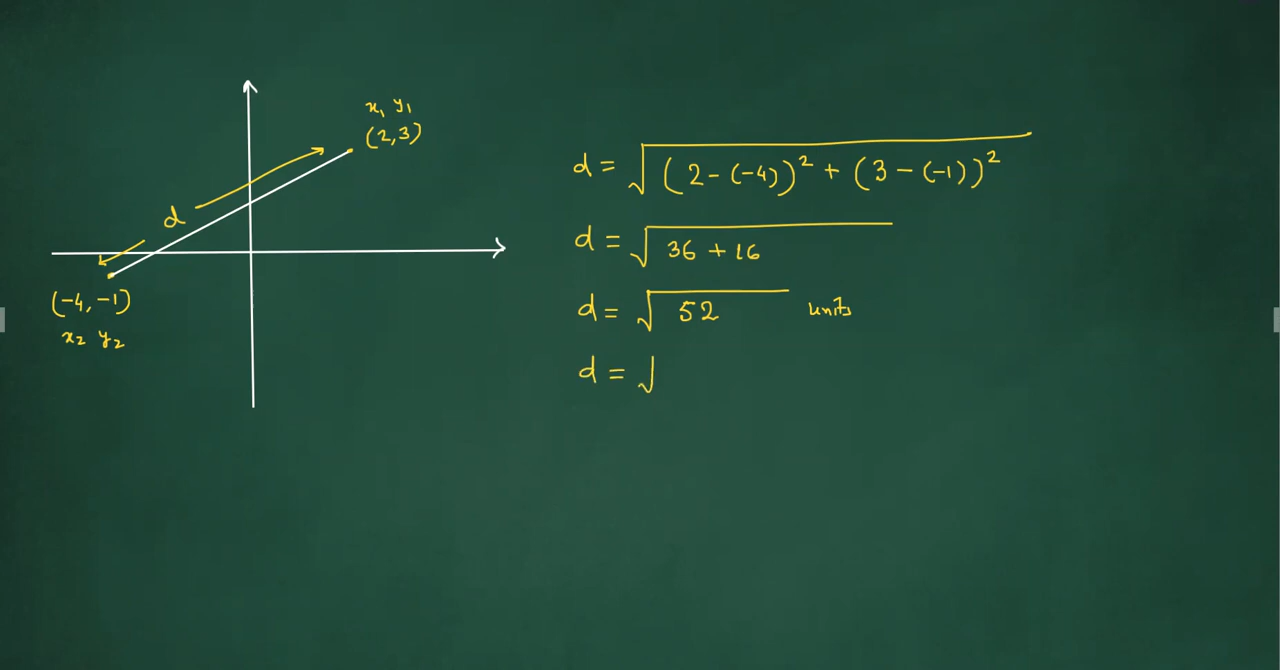 x₁ y₁
(2,3)
d
(-4,-1)
x₂ y₂
d = √(2-(-4))² + (3-(-1))²
d = √36 + 16
d = √52 units
d = √